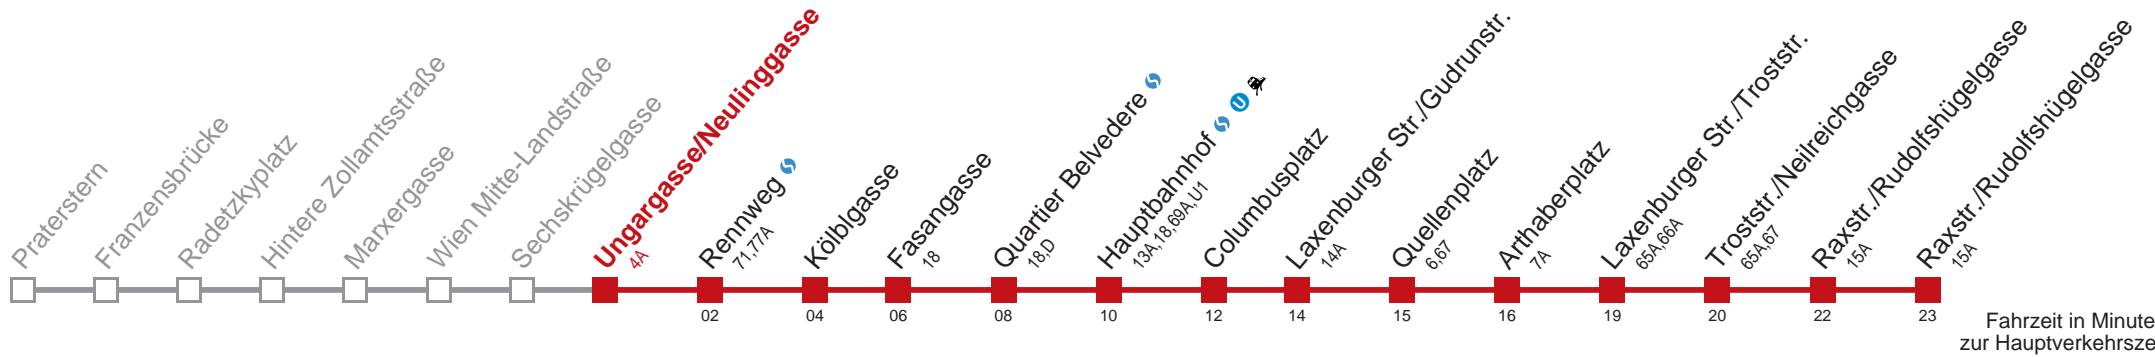 Praterstern
Franzensbrücke
Radetzkyplatz
Hintere Zollamtsstraße
Marxergasse
Wien Mitte-Landstraße
Sechskrügelgasse
Ungargasse/Neulinggasse
4A
Rennweg S
71,77A
Kölblgasse
Fasangasse
18
Quartier Belvedere S
18,D
Hauptbahnhof S U
13A,18,69A,U1
Columbusplatz
Laxenburger Str./Gudrunstr.
14A
Quellenplatz
6,67
Arthaberplatz
7A
Laxenburger Str./Troststr.
65A,66A
Troststr./Neilreichgasse
65A,67
Raxstr./Rudolfshügelgasse
15A
Raxstr./Rudolfshügelgasse
15A
02 04 06 08 10 12 14 15 16 19 20 22 23
Fahrzeit in Minute
zur Hauptverkehrsze